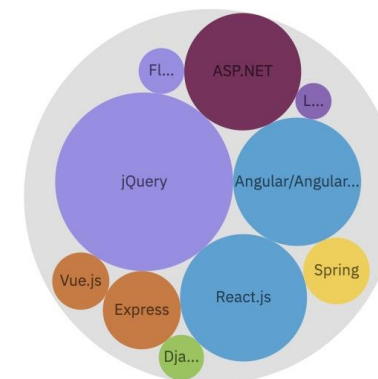 ASP.NET
Fl...
L...
jQuery
Angular/Angular...
Vue.js
Express
React.js
Spring
Dja...